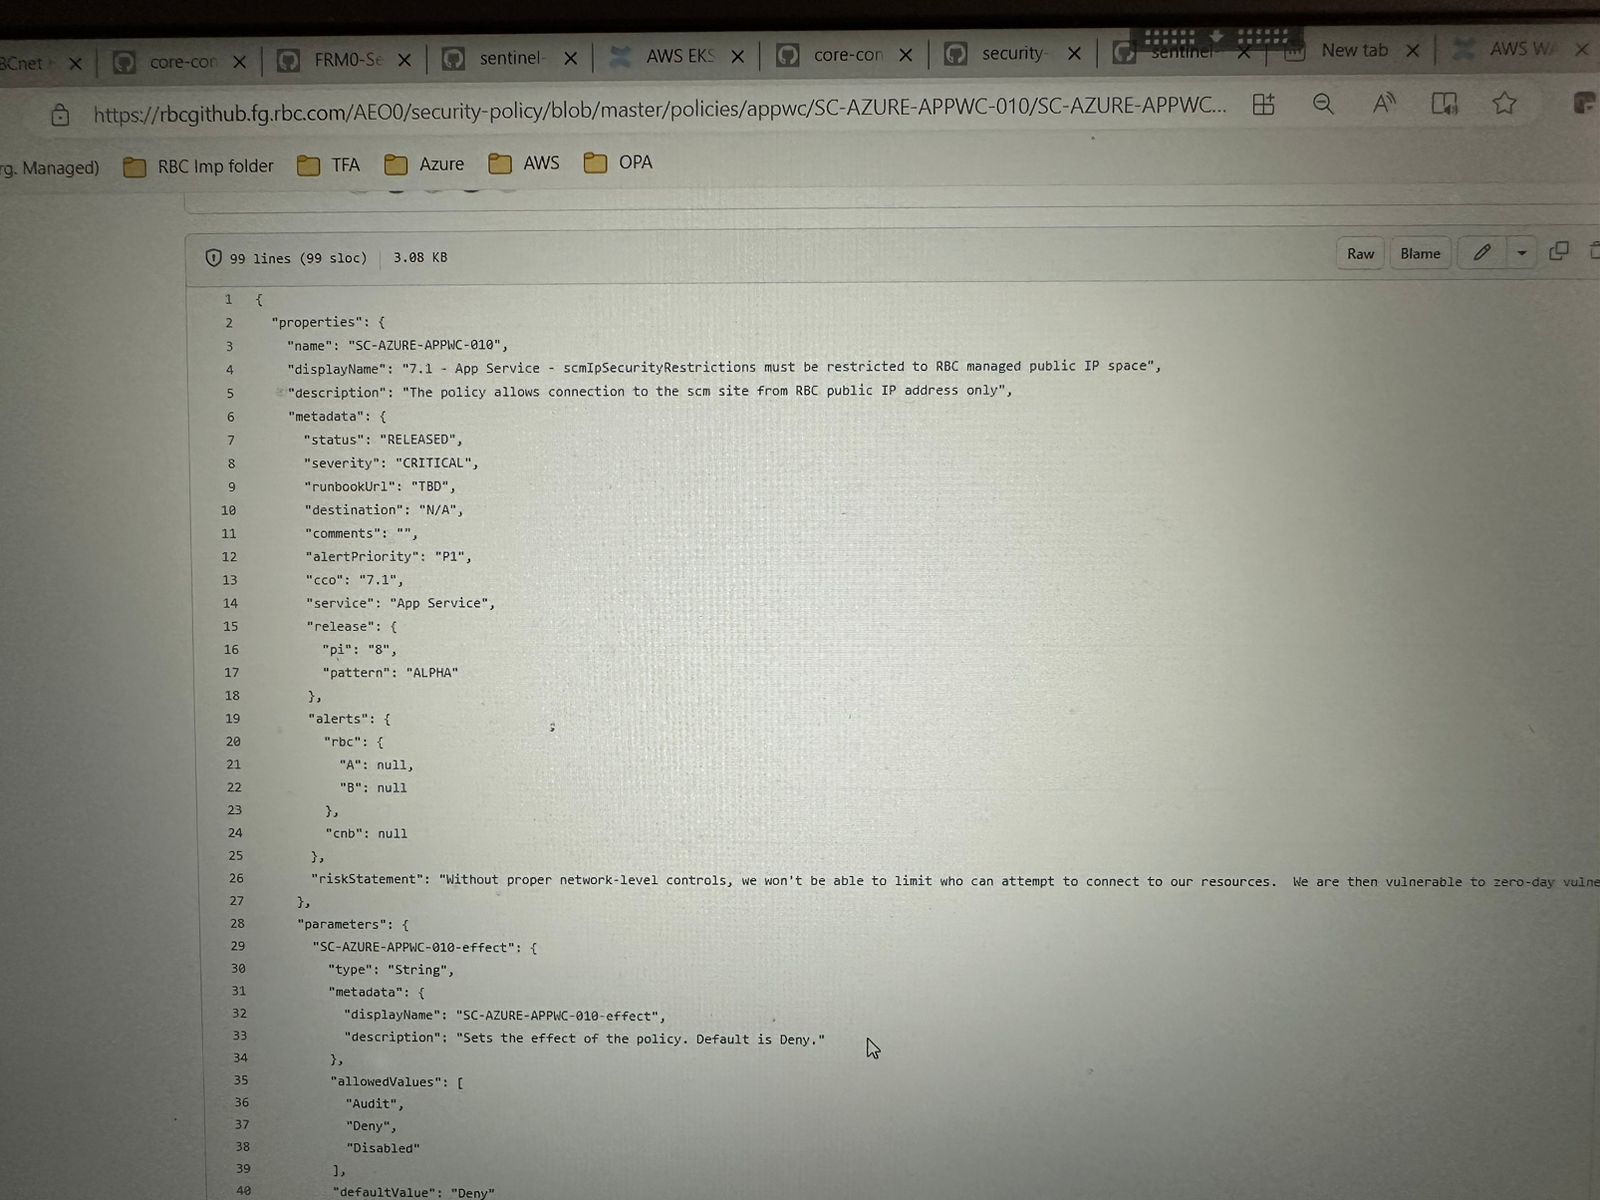 BCnet
core-con
FRM0-Se
sentinel-
AWS EKS
core-con
security-
sentinel-
New tab
AWS WA
https://rbcgithub.fg.rbc.com/AEO0/security-policy/blob/master/policies/appwc/SC-AZURE-APPWC-010/SC-AZURE-APPWC...
rg. Managed) RBC Imp folder TFA Azure AWS OPA
99 lines (99 sloc) 3.08 KB Raw Blame
1 {
2 "properties": {
3 "name": "SC-AZURE-APPWC-010",
4 "displayName": "7.1 - App Service - scmIpSecurityRestrictions must be restricted to RBC managed public IP space",
5 "description": "The policy allows connection to the scm site from RBC public IP address only",
6 "metadata": {
7 "status": "RELEASED",
8 "severity": "CRITICAL",
9 "runbookUrl": "TBD",
10 "destination": "N/A",
11 "comments": "",
12 "alertPriority": "P1",
13 "cco": "7.1",
14 "service": "App Service",
15 "release": {
16 "pi": "8",
17 "pattern": "ALPHA"
18 },
19 "alerts": {
20 "rbc": {
21 "A": null,
22 "B": null
23 },
24 "cnb": null
25 },
26 "riskStatement": "Without proper network-level controls, we won't be able to limit who can attempt to connect to our resources.  We are then vulnerable to zero-day vulne
27 },
28 "parameters": {
29 "SC-AZURE-APPWC-010-effect": {
30 "type": "String",
31 "metadata": {
32 "displayName": "SC-AZURE-APPWC-010-effect",
33 "description": "Sets the effect of the policy. Default is Deny."
34 },
35 "allowedValues": [
36 "Audit",
37 "Deny",
38 "Disabled"
39 ],
40 "defaultValue": "Deny"